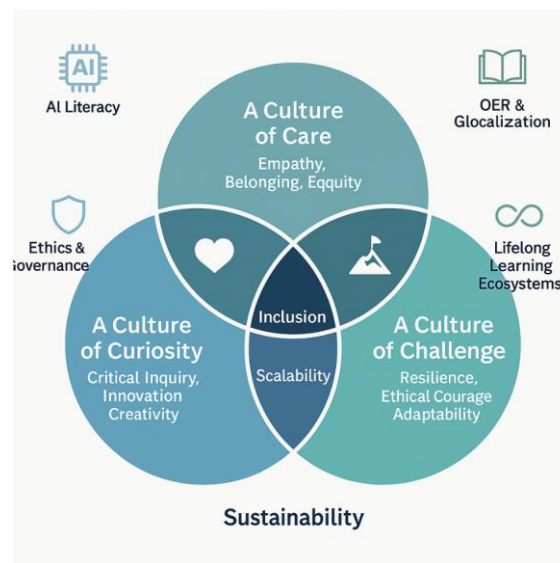 AI
AI Literacy
OER &
Glocalization
A Culture
of Care
Empathy,
Belonging, Eqquity
Ethics &
Governance
Lifelong
Learning
Ecosystems
Inclusion
A Culture
of Curiosity
Critical Inquiry,
Innovation
Creativity
Scalability
A Culture
of Challenge
Resilience,
Ethical Courage
Adaptability
Sustainability